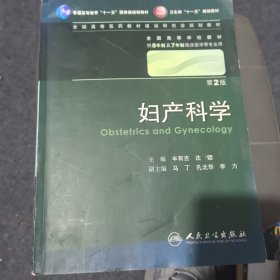 普通高等教育“十一五”国家级规划教材
卫生部“十一五”规划教材
全国高等医药教材建设研究会规划教材
全国高等学校教材
供8年制及7年制临床医学等专业用
第2版
妇产科学
Obstetrics and Gynecology
主编 丰有吉 沈铿
副主编 马丁 孔北华 李力
人民卫生出版社